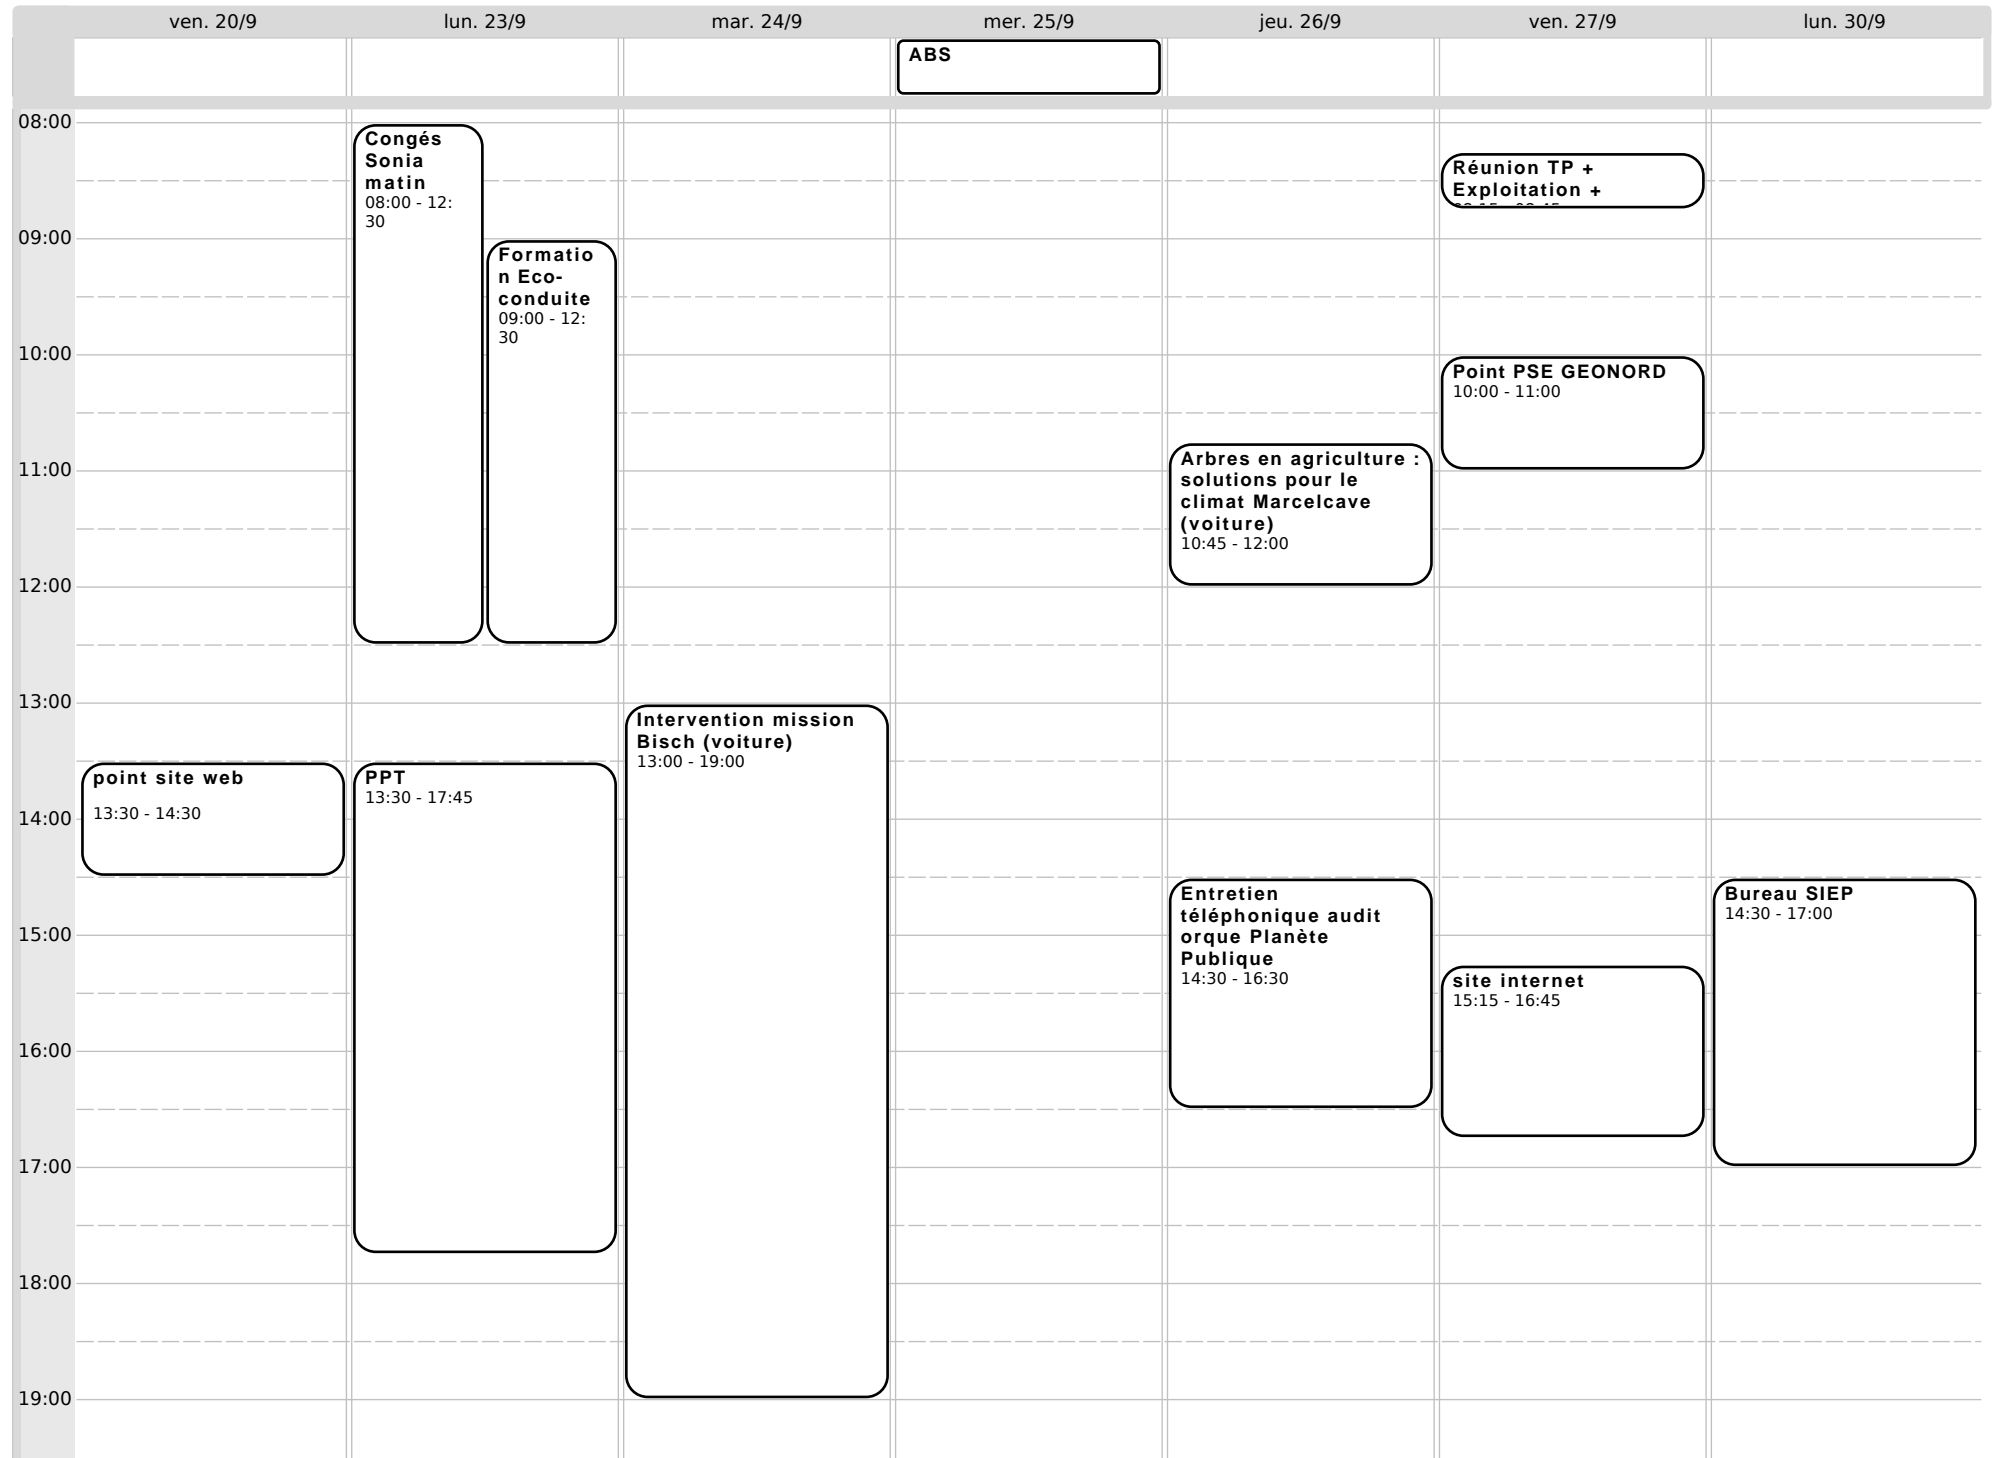 ven. 20/9
lun. 23/9
mar. 24/9
mer. 25/9
jeu. 26/9
ven. 27/9
lun. 30/9
ABS
08:00
09:00
10:00
11:00
12:00
13:00
14:00
15:00
16:00
17:00
18:00
19:00
point site web
13:30 - 14:30
Congés
Sonia
matin
08:00 - 12:
30
Formatio
n Eco-
conduite
09:00 - 12:
30
PPT
13:30 - 17:45
Intervention mission
Bisch (voiture)
13:00 - 19:00
Arbres en agriculture :
solutions pour le
climat Marcelcave
(voiture)
10:45 - 12:00
Entretien
téléphonique audit
orque Planète
Publique
14:30 - 16:30
Réunion TP +
Exploitation +
Point PSE GEONORD
10:00 - 11:00
site internet
15:15 - 16:45
Bureau SIEP
14:30 - 17:00